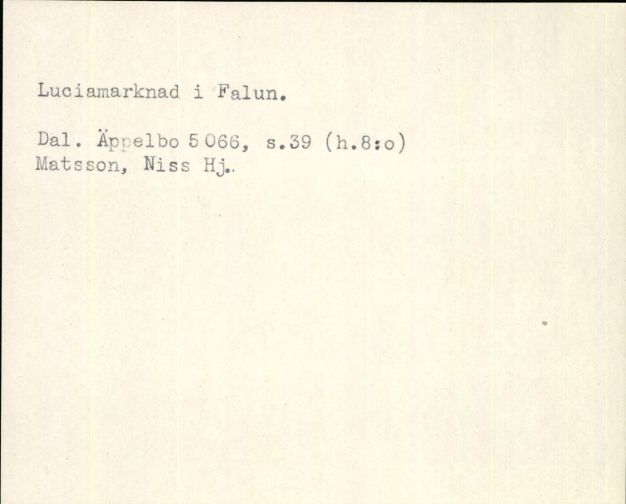 Luciamarknad i Falun.
Dal. Äppelbo 5066, s.39 (h.8:o)
Matsson, Niss Hj.